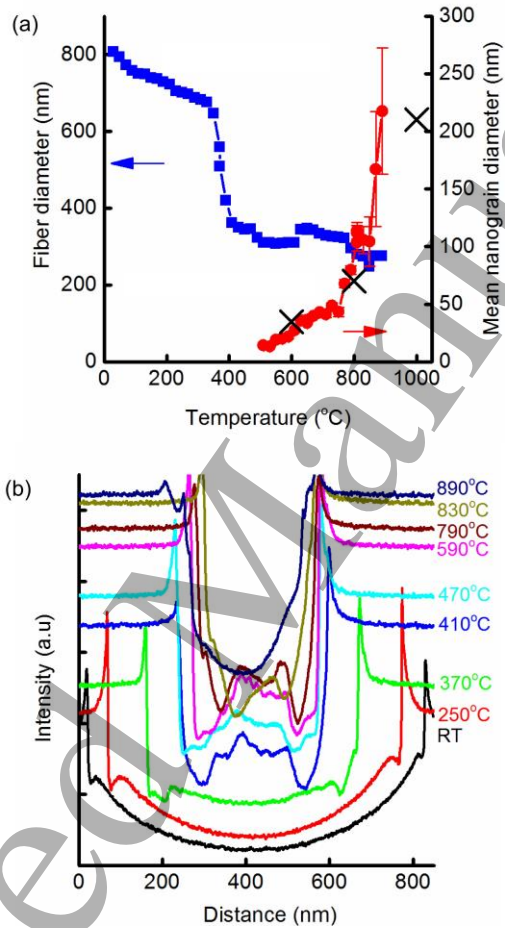 (a)
300
800
250
600
200
150
400
100
200
50
0
0
0 200 400 600 800 1000
Fiber diameter (nm)
Mean nanograin diameter (nm)
Temperature (°C)
(b)
890°C
830°C
790°C
590°C
470°C
410°C
370°C
250°C
RT
Intensity (a.u)
0 200 400 600 800
Distance (nm)